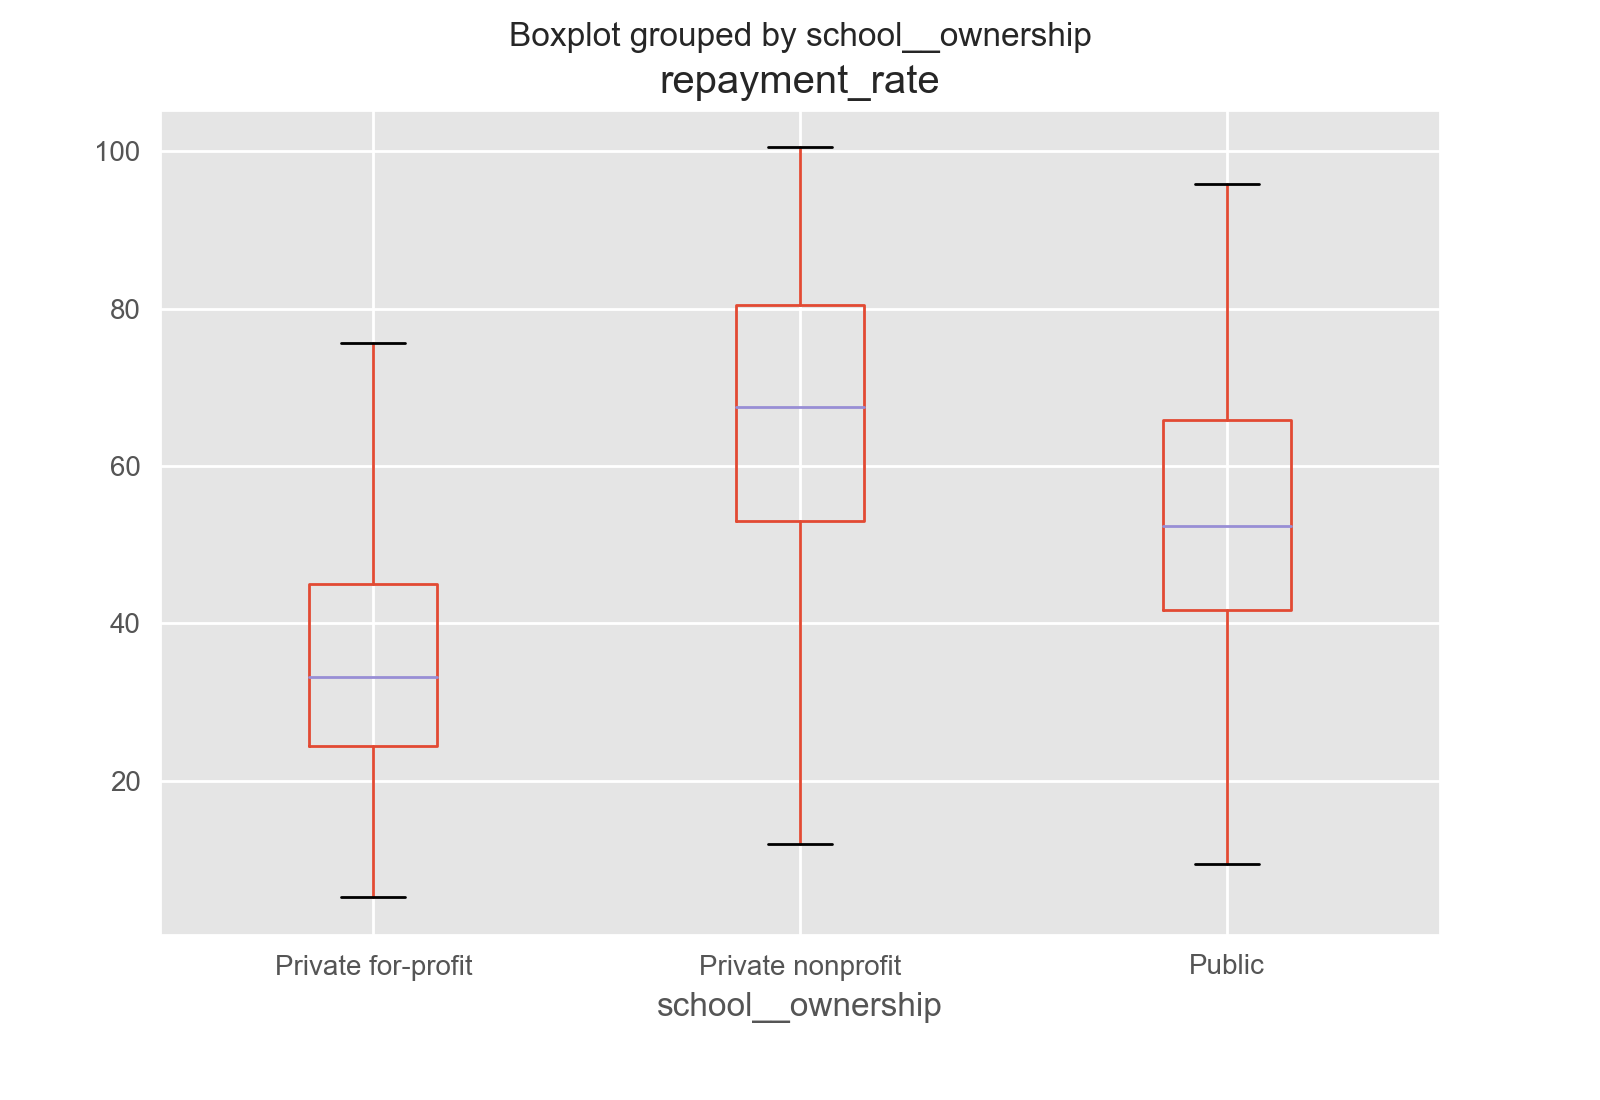 Boxplot grouped by school__ownership
repayment_rate
100
80
60
40
20
Private for-profit
Private nonprofit
Public
school__ownership